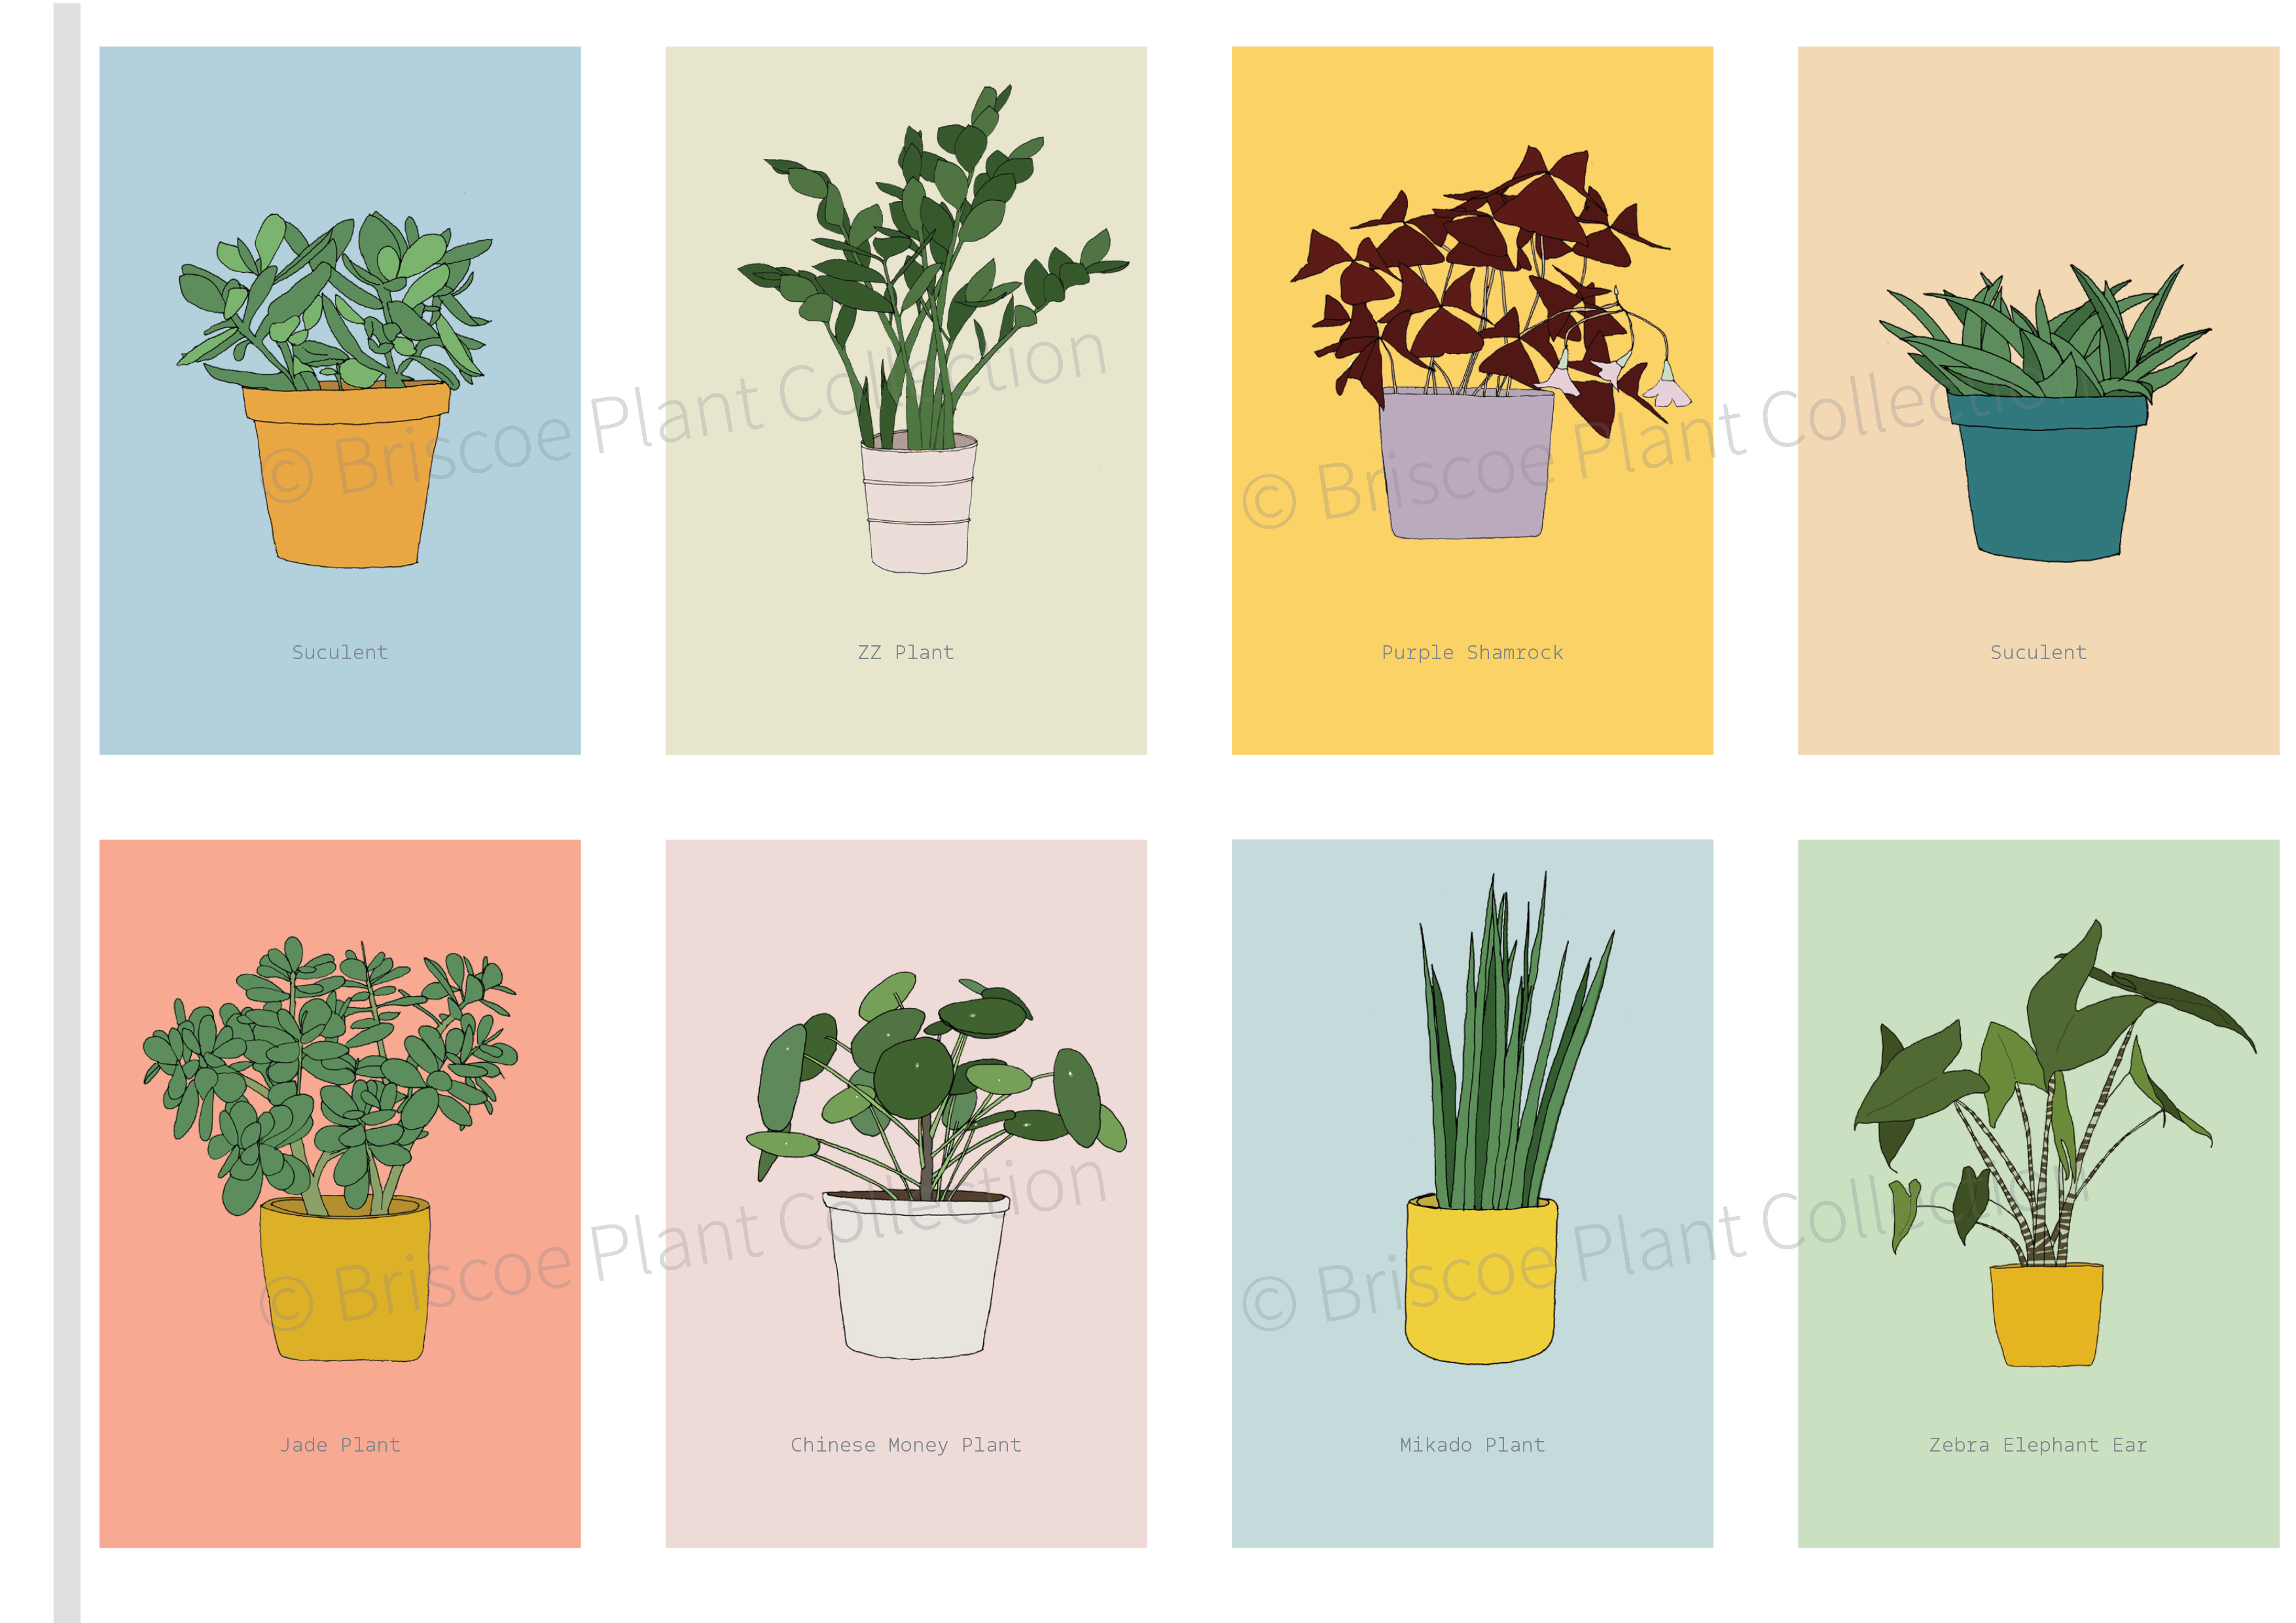 © Briscoe Plant Collection
© Briscoe Plant Collection
Suculent
ZZ Plant
Purple Shamrock
Suculent
© Briscoe Plant Collection
© Briscoe Plant Collection
Jade Plant
Chinese Money Plant
Mikado Plant
Zebra Elephant Ear